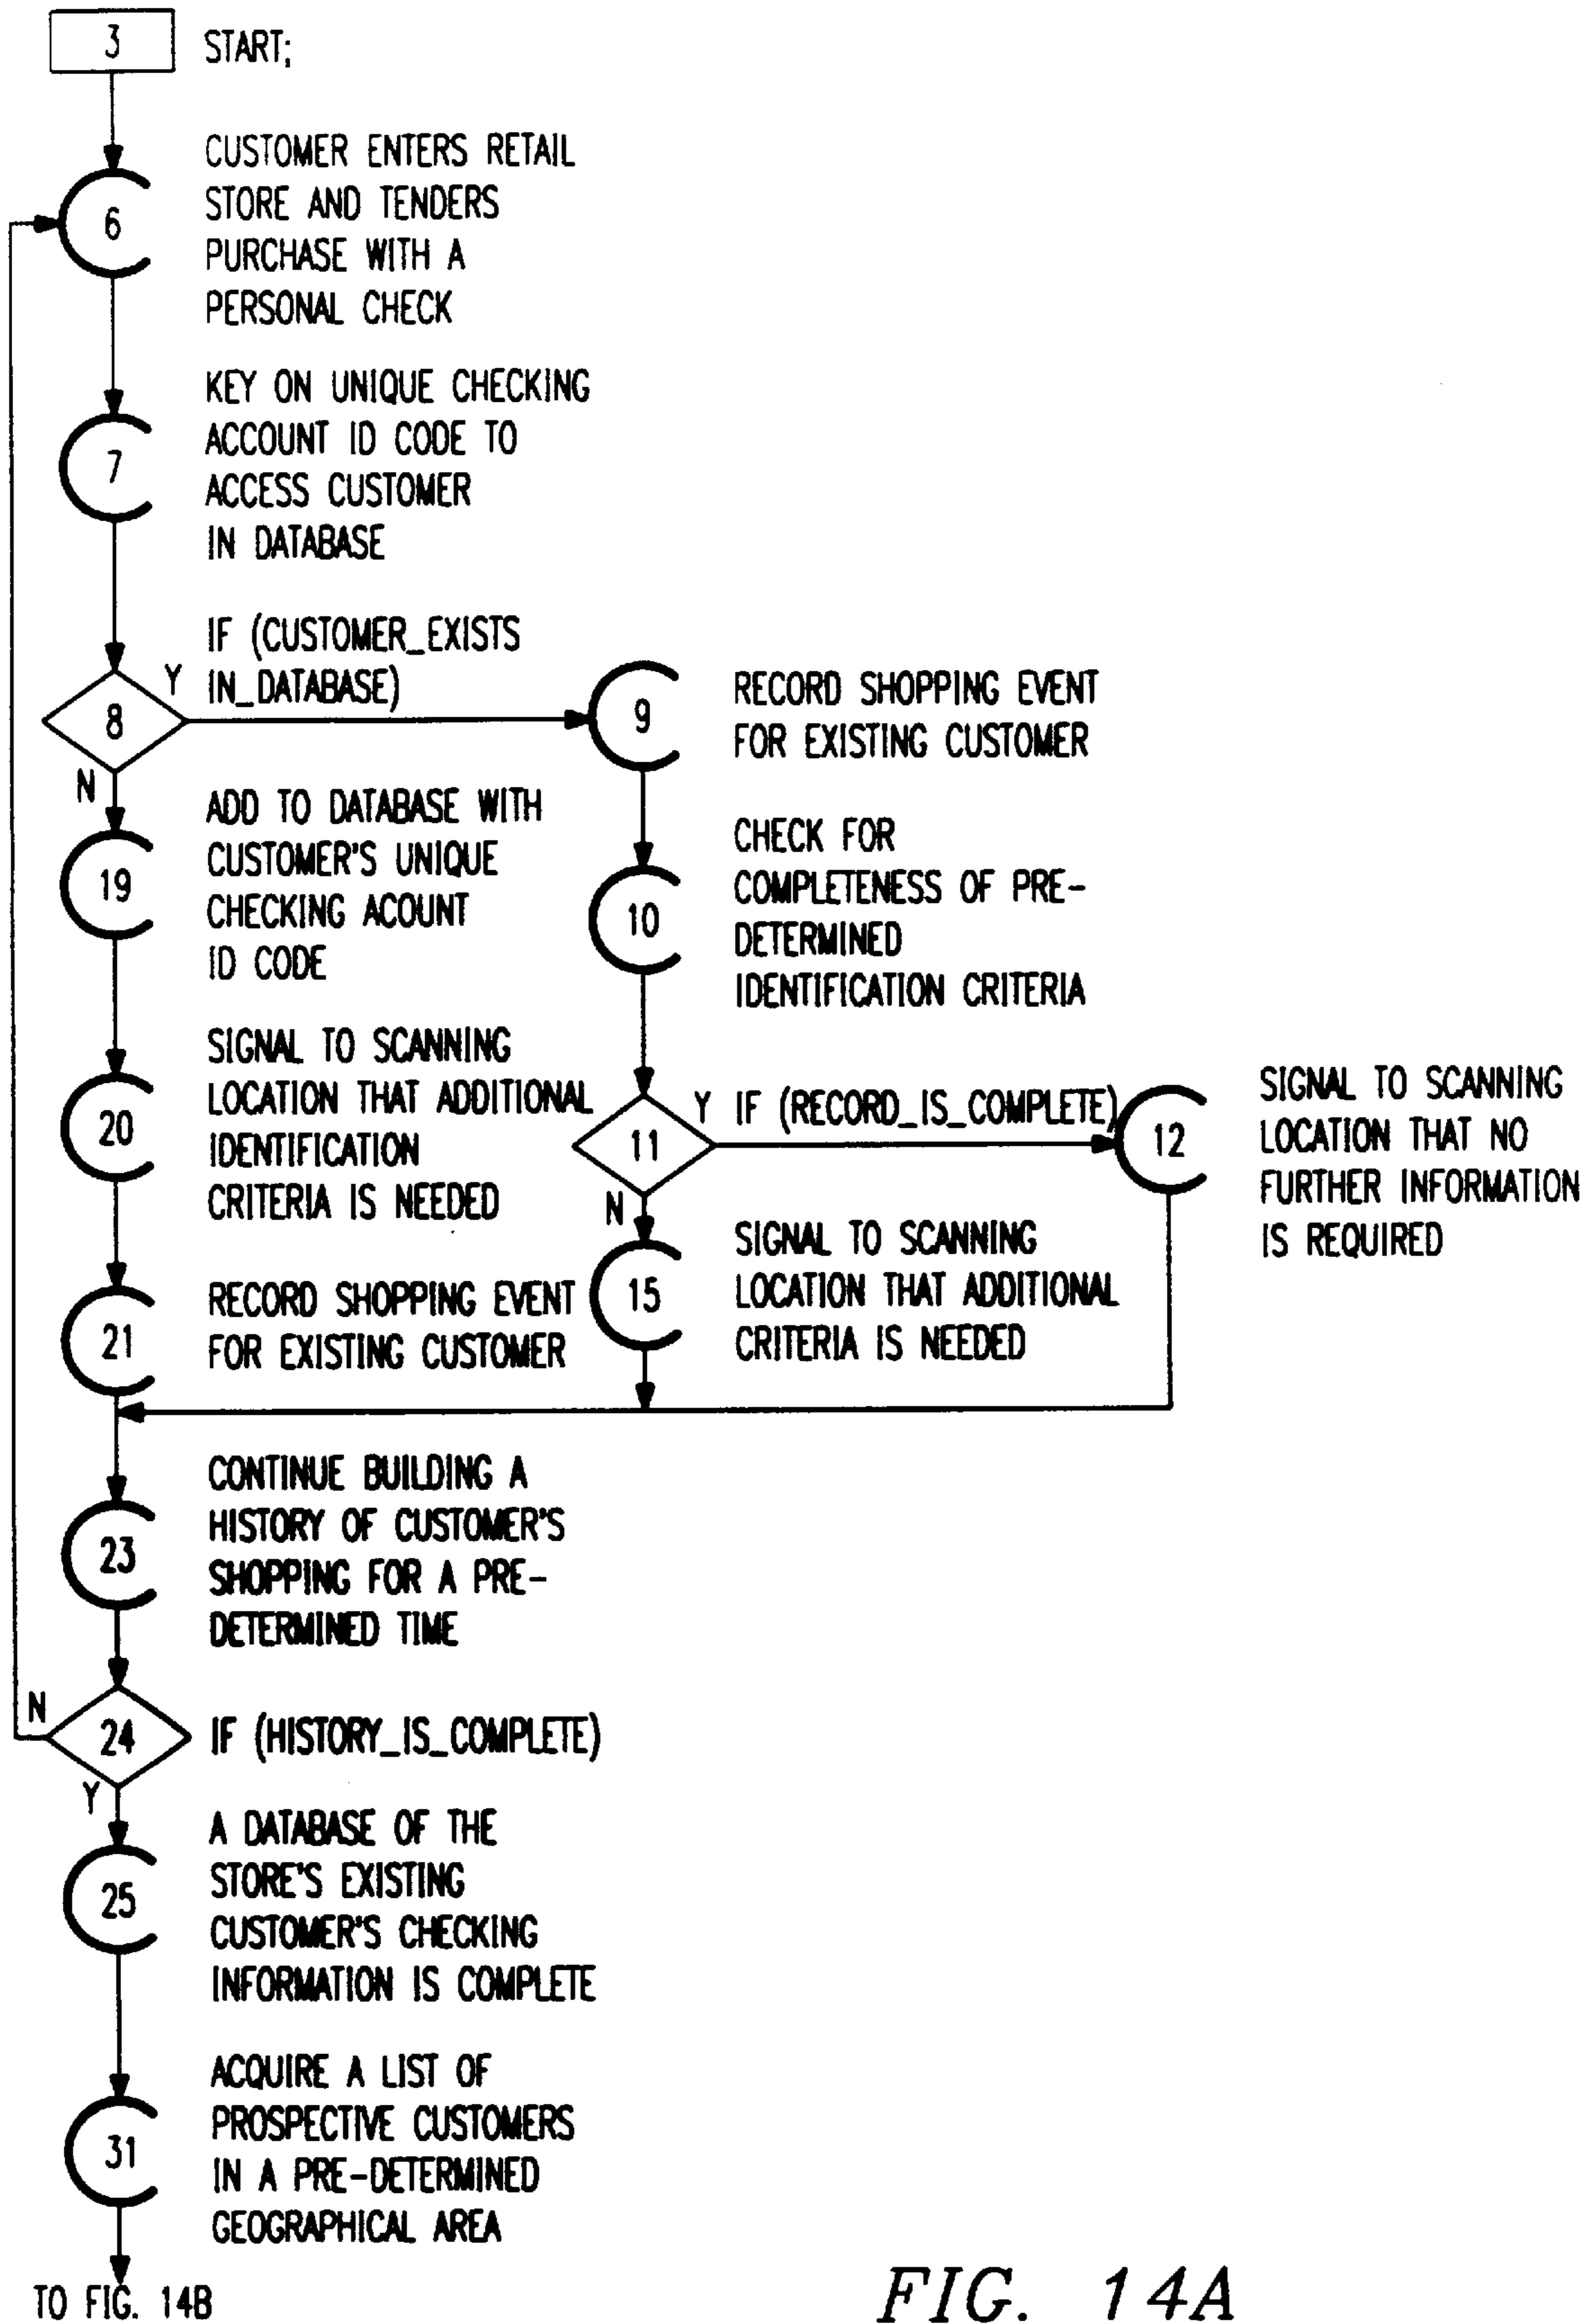 3 START;
CUSTOMER ENTERS RETAIL
STORE AND TENDERS
PURCHASE WITH A
PERSONAL CHECK
6
KEY ON UNIQUE CHECKING
ACCOUNT ID CODE TO
ACCESS CUSTOMER
IN DATABASE
7
IF (CUSTOMER_EXISTS
IN_DATABASE)
Y
8
N
9
RECORD SHOPPING EVENT
FOR EXISTING CUSTOMER
ADD TO DATABASE WITH
CUSTOMER'S UNIQUE
CHECKING ACOUNT
ID CODE
19
CHECK FOR
COMPLETENESS OF PRE-
DETERMINED
IDENTIFICATION CRITERIA
10
SIGNAL TO SCANNING
LOCATION THAT ADDITIONAL
IDENTIFICATION
CRITERIA IS NEEDED
20
Y IF (RECORD_IS_COMPLETE)
11
N
12
SIGNAL TO SCANNING
LOCATION THAT NO
FURTHER INFORMATION
IS REQUIRED
RECORD SHOPPING EVENT
FOR EXISTING CUSTOMER
21
15
SIGNAL TO SCANNING
LOCATION THAT ADDITIONAL
CRITERIA IS NEEDED
CONTINUE BUILDING A
HISTORY OF CUSTOMER'S
SHOPPING FOR A PRE-
DETERMINED TIME
23
N
24 IF (HISTORY_IS_COMPLETE)
Y
A DATABASE OF THE
STORE'S EXISTING
CUSTOMER'S CHECKING
INFORMATION IS COMPLETE
25
ACQUIRE A LIST OF
PROSPECTIVE CUSTOMERS
IN A PRE-DETERMINED
GEOGRAPHICAL AREA
31
TO FIG. 14B
FIG. 14A